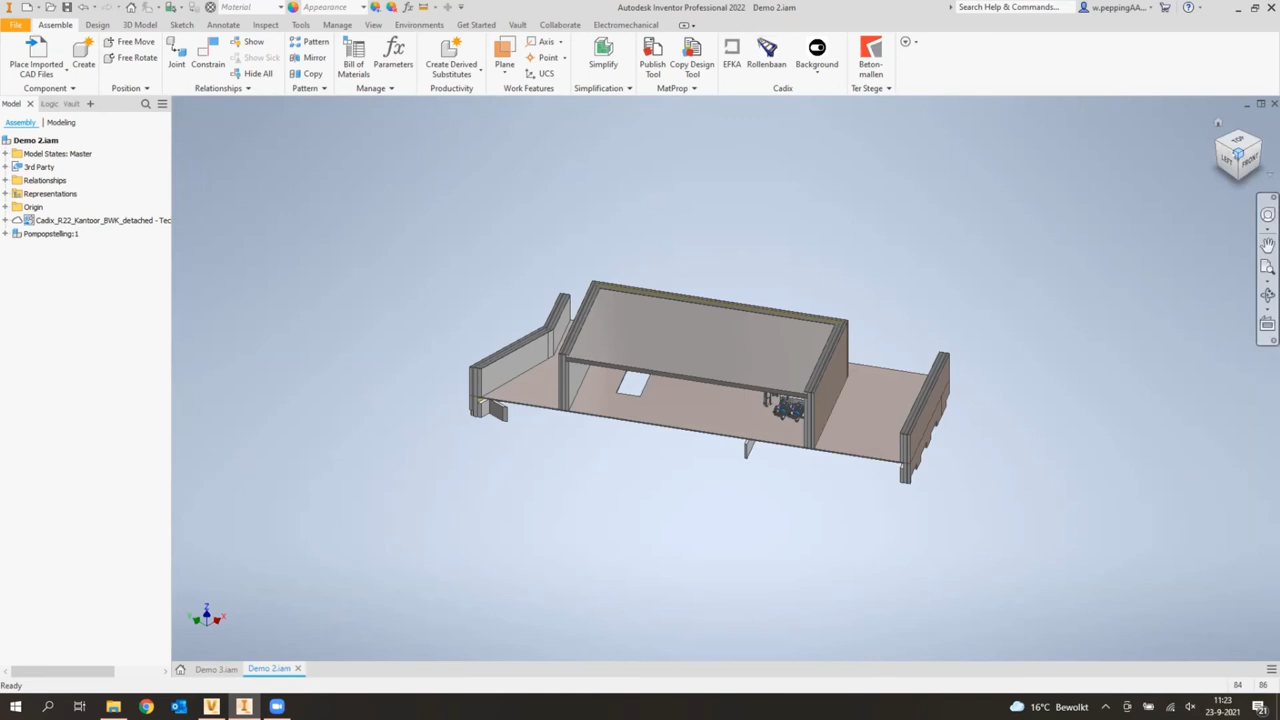 Material
Appearance
Autodesk Inventor Professional 2022 Demo 2.iam
Search Help & Commands...
w.peppingAA...
File Assemble Design 3D Model Sketch Annotate Inspect Tools Manage View Environments Get Started Vault Collaborate Electromechanical
Place Imported
CAD Files
Create
Component
Free Move
Free Rotate
Position
Joint
Constrain
Show
Show Sick
Hide All
Relationships
Pattern
Mirror
Copy
Pattern
Bill of
Materials
Parameters
Manage
Create Derived
Substitutes
Productivity
Plane
Axis
Point
UCS
Work Features
Simplify
Simplification
Publish
Tool
Copy Design
Tool
MatProp
EFKA
Rollenbaan
Background
Cadix
Beton-
mallen
Ter Stege
Model Logic Vault
Assembly Modeling
Demo 2.iam
Model States: Master
3rd Party
Relationships
Representations
Origin
Cadix_R22_Kantoor_BWK_detached - Tec
Pompopstelling:1
TOP
LEFT
FRONT
Z
Y
X
Demo 3.iam Demo 2.iam
Ready
84 86
16°C Bewolkt
11:23
23-9-2021
21